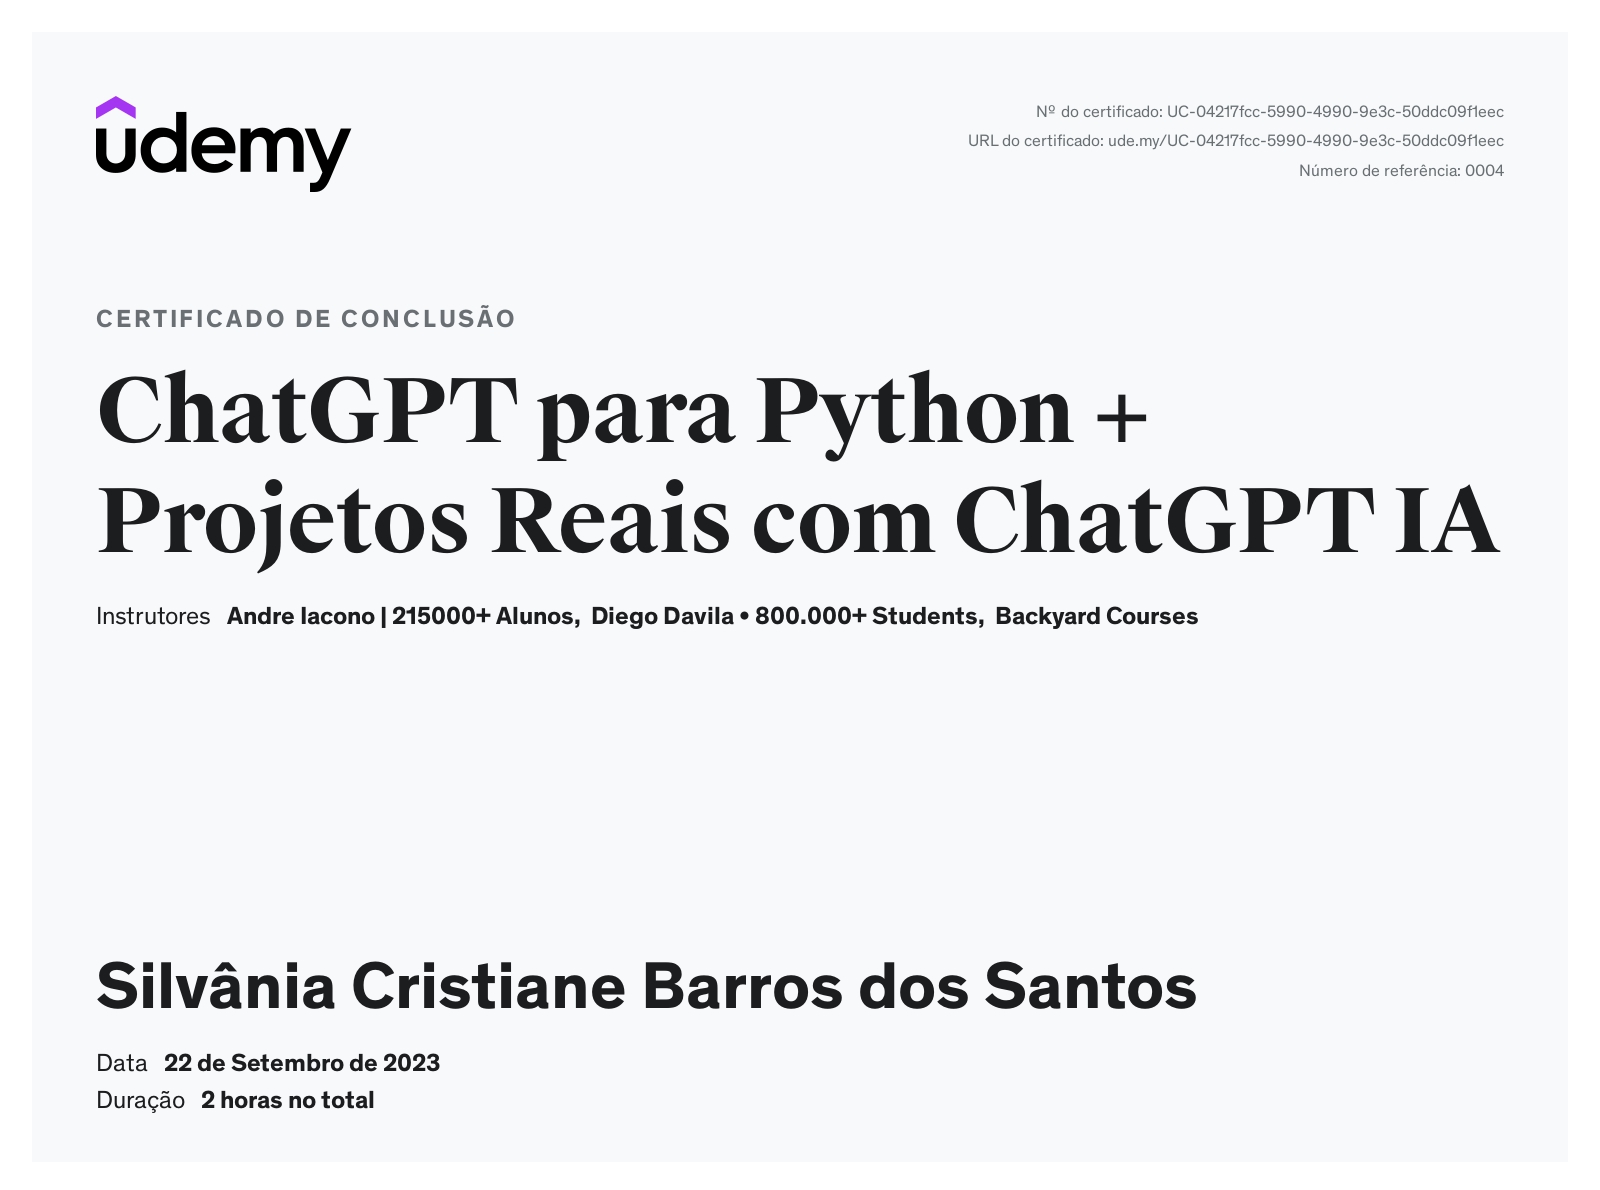 udemy
Nº do certificado: UC-04217fcc-5990-4990-9e3c-50ddc09f1eec
URL do certificado: ude.my/UC-04217fcc-5990-4990-9e3c-50ddc09f1eec
Número de referência: 0004
CERTIFICADO DE CONCLUSÃO
ChatGPT para Python +
Projetos Reais com ChatGPT IA
Instrutores Andre Iacono | 215000+ Alunos, Diego Davila • 800.000+ Students, Backyard Courses
Silvânia Cristiane Barros dos Santos
Data 22 de Setembro de 2023
Duração 2 horas no total